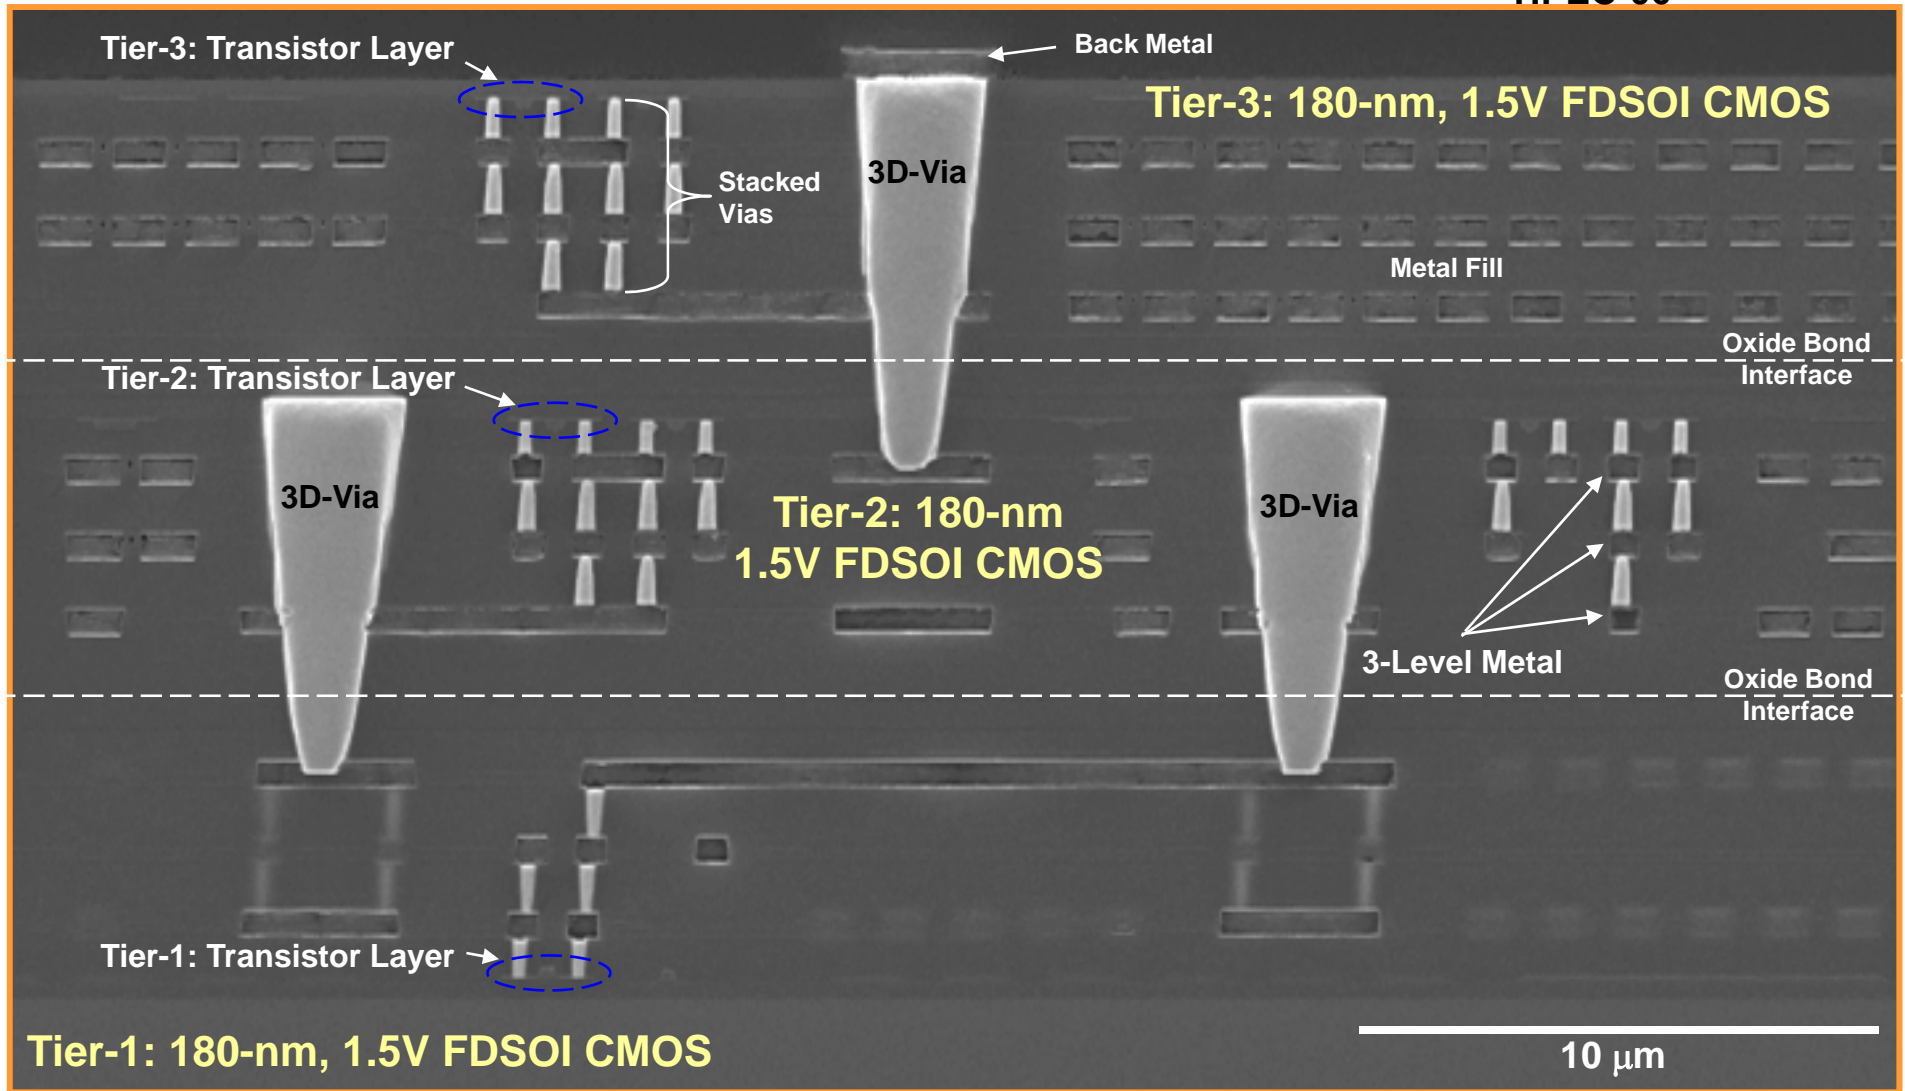 Tier-3: Transistor Layer
Back Metal
Tier-3: 180-nm, 1.5V FDSOI CMOS
3D-Via
Stacked
Vias
Metal Fill
Oxide Bond
Interface
Tier-2: Transistor Layer
3D-Via
Tier-2: 180-nm
1.5V FDSOI CMOS
3D-Via
3-Level Metal
Oxide Bond
Interface
Tier-1: Transistor Layer
Tier-1: 180-nm, 1.5V FDSOI CMOS
10 μm